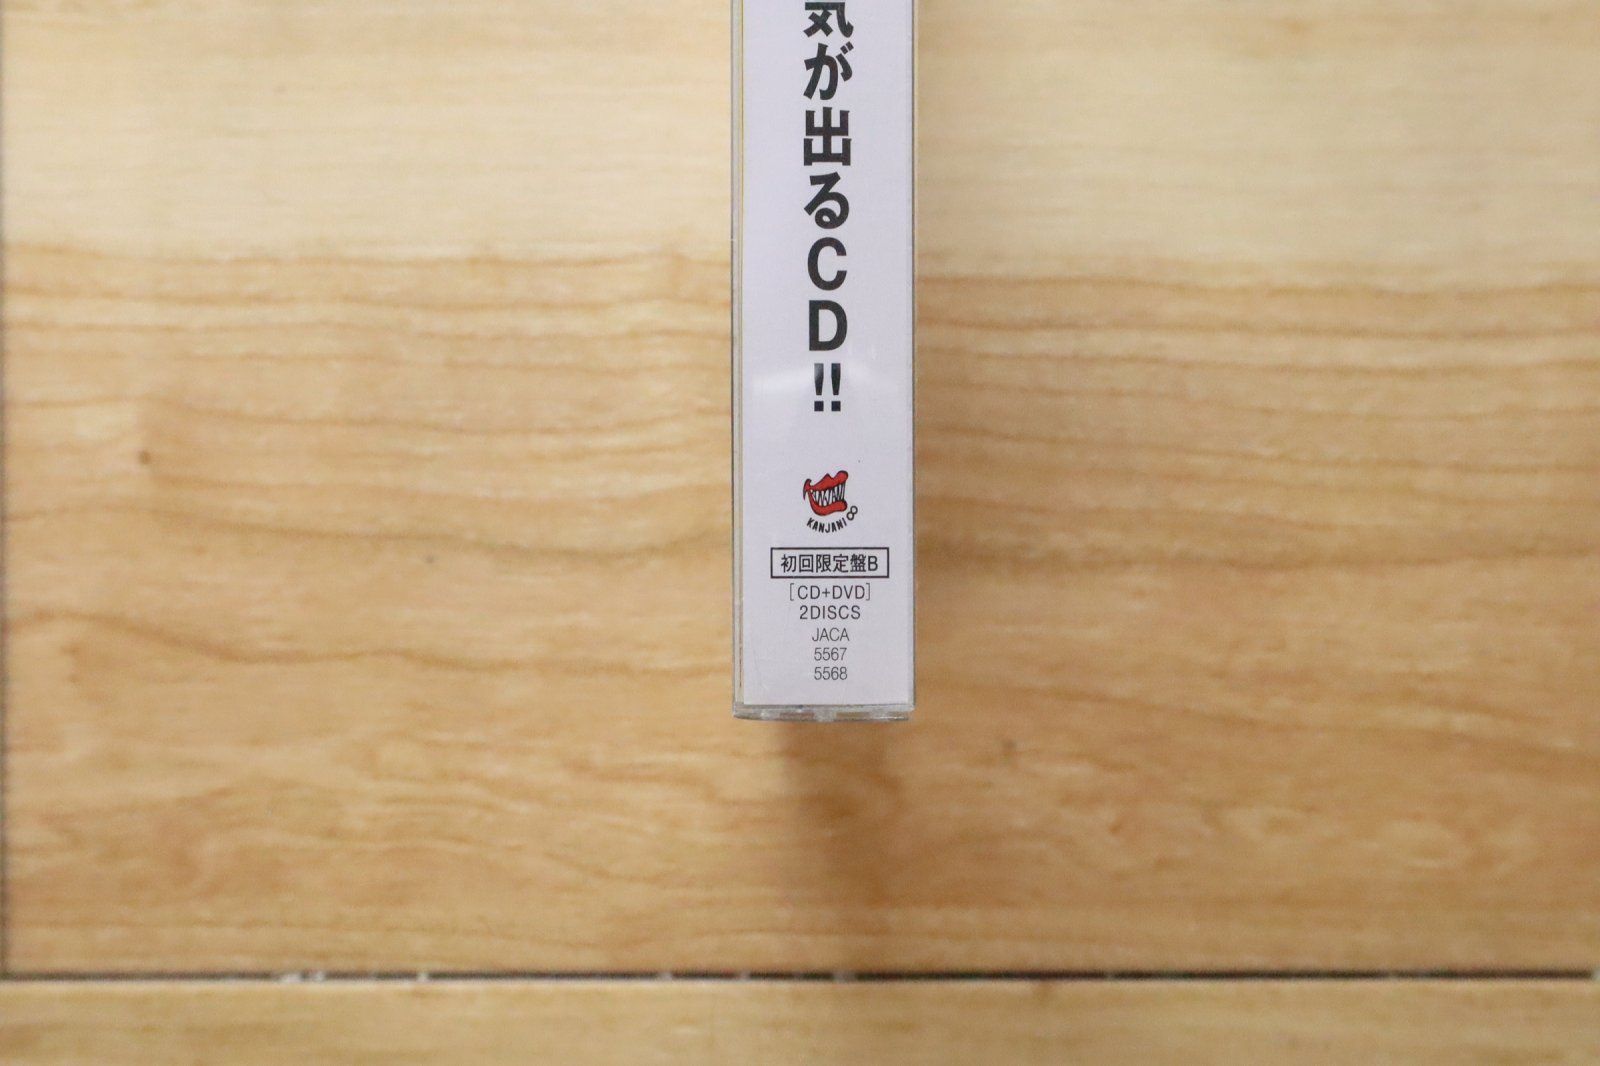 気が出るCD!!
KANJANI∞
初回限定盤B
[CD+DVD]
2DISCS
JACA
5567
5568